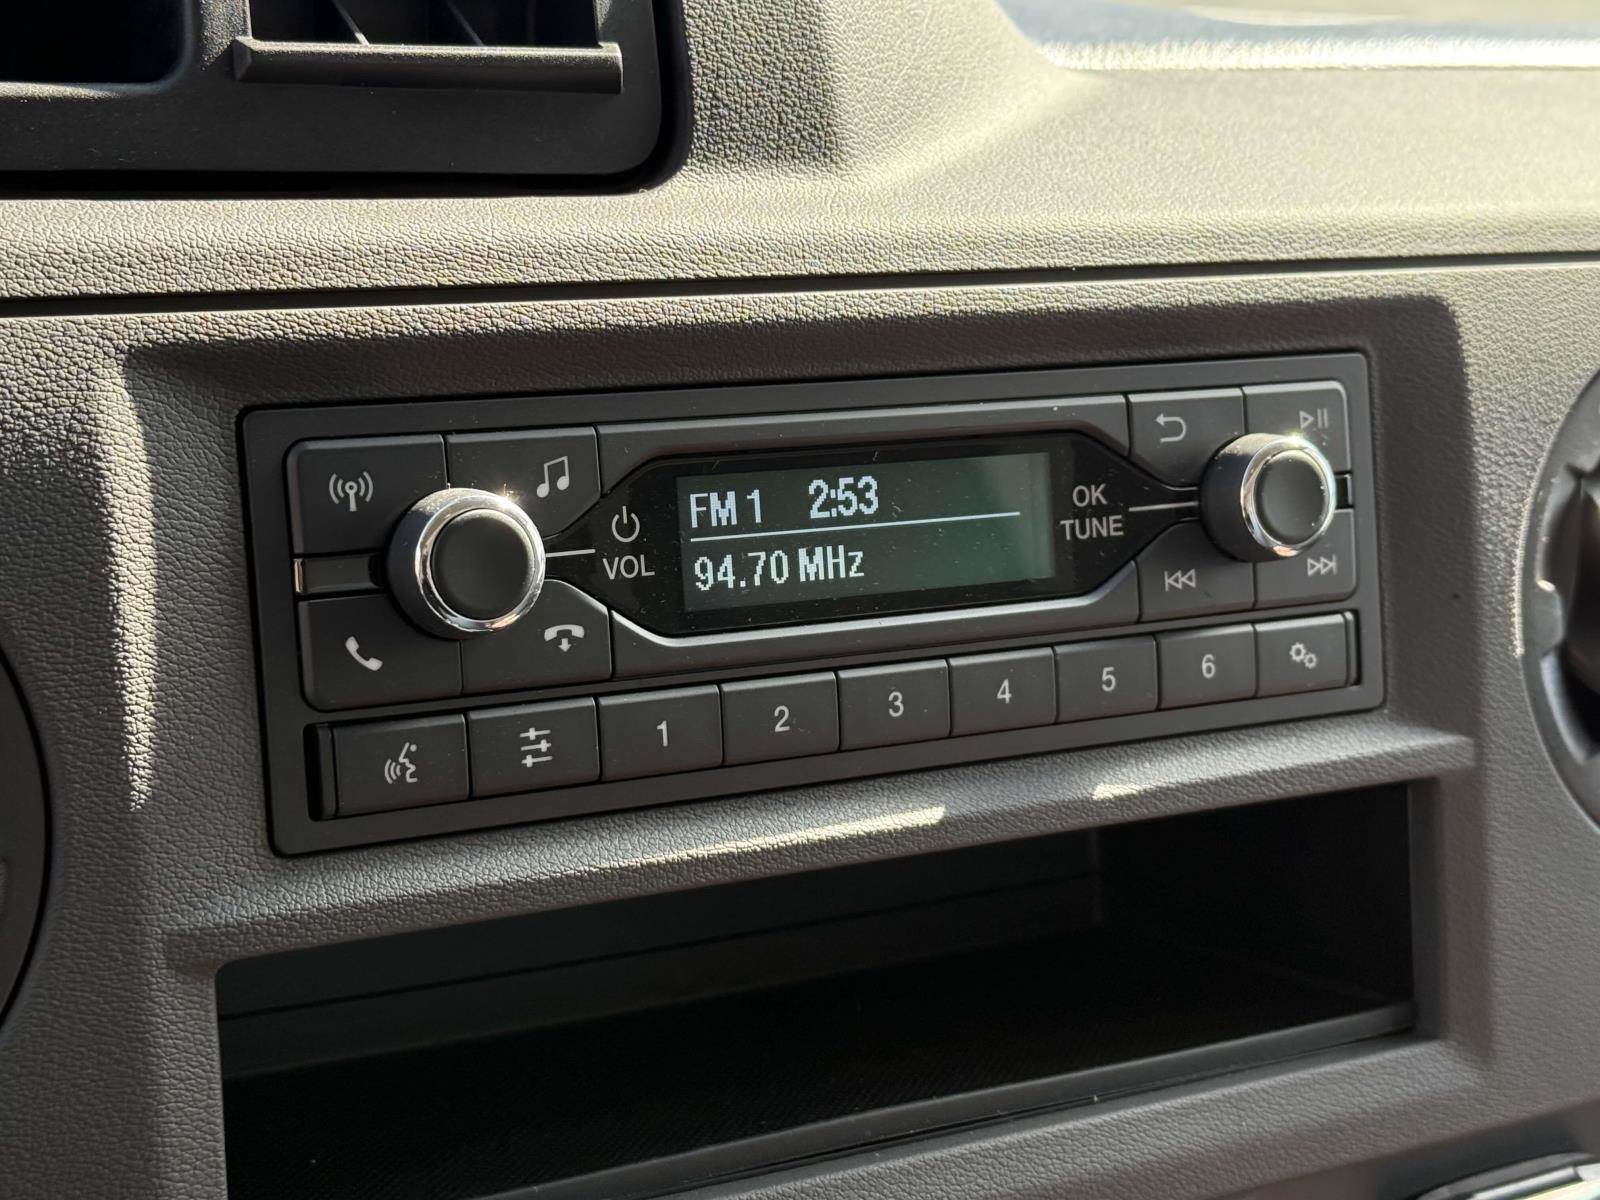 FM 1 2:53
94.70 MHz
VOL
OK
TUNE
1 2 3 4 5 6